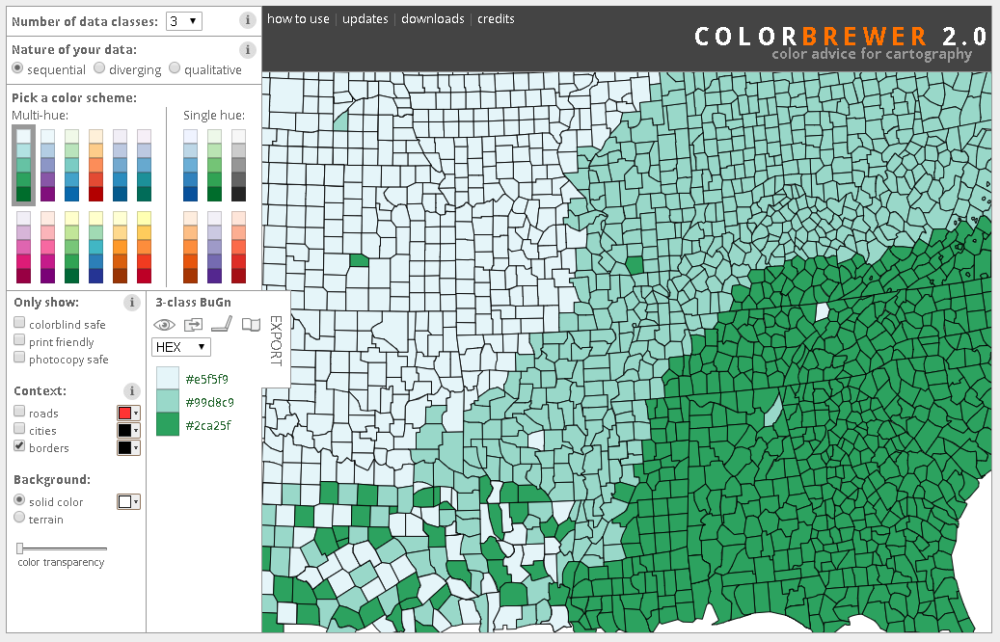 Number of data classes: 3 i
how to use | updates | downloads | credits
COLORBREWER 2.0
color advice for cartography
Nature of your data: i
sequential diverging qualitative
Pick a color scheme:
Multi-hue: Single hue:
Only show: i
colorblind safe
print friendly
photocopy safe
Context: i
roads
cities
borders
Background:
solid color
terrain
color transparency
3-class BuGn
EXPORT
HEX
#e5f5f9
#99d8c9
#2ca25f